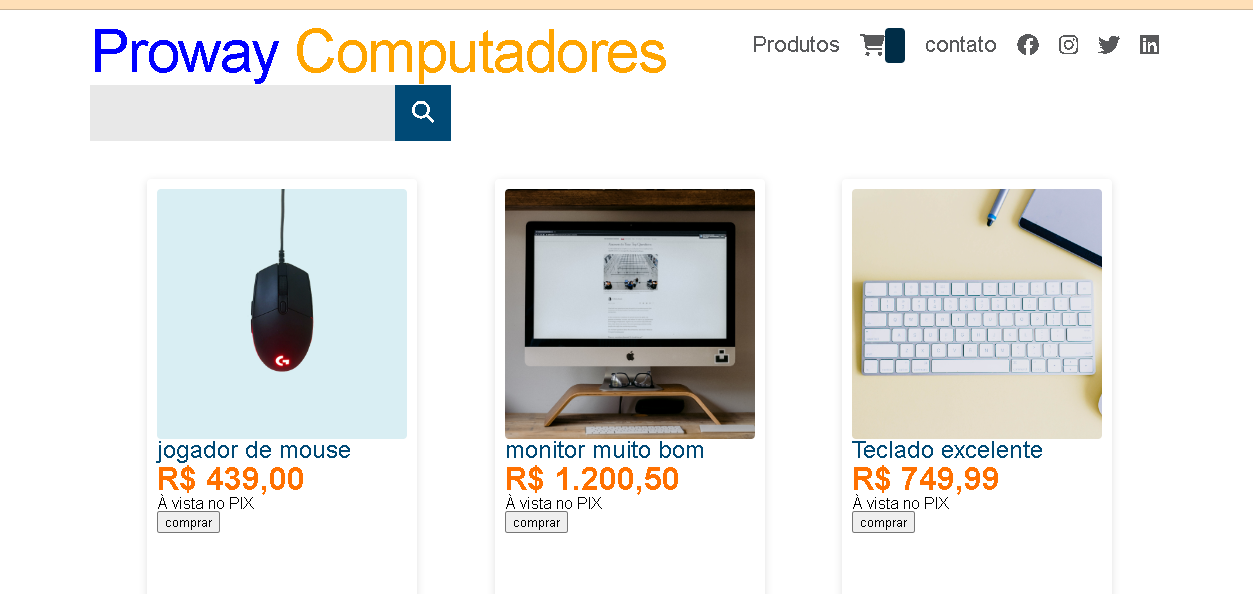 Proway Computadores
Produtos contato
jogador de mouse
R$ 439,00
À vista no PIX
comprar
monitor muito bom
R$ 1.200,50
À vista no PIX
comprar
Teclado excelente
R$ 749,99
À vista no PIX
comprar